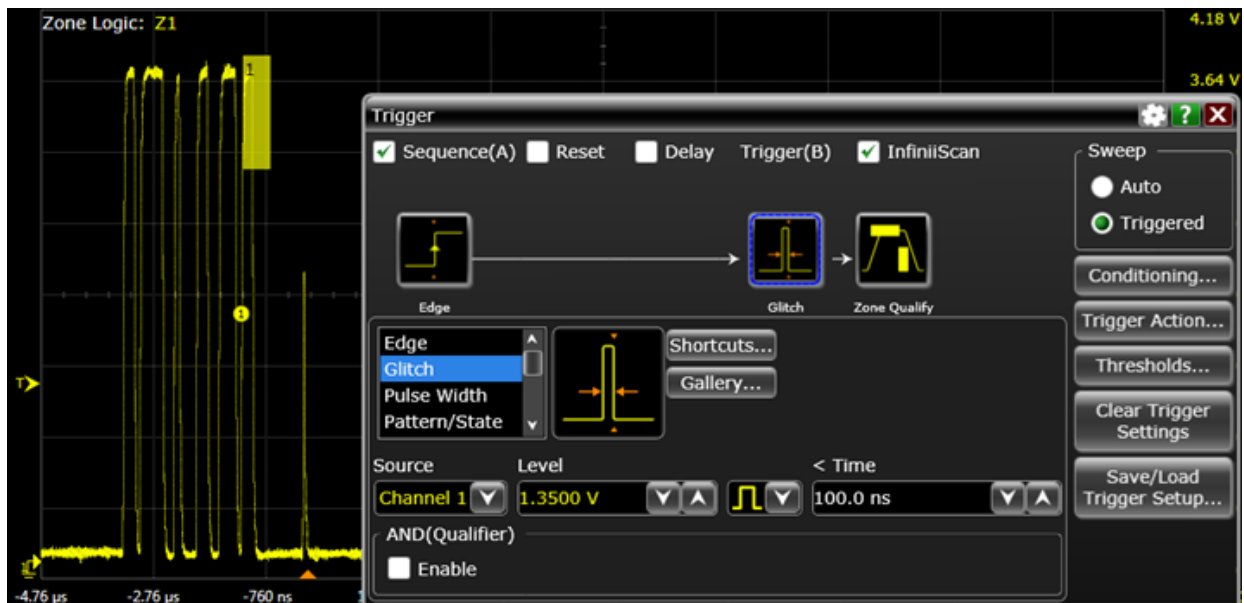 Zone Logic: Z1
4.18 V
1
3.64 V
Trigger
?
X
Sequence(A) Reset Delay Trigger(B) InfiniiScan
Sweep
Auto
Triggered
Edge
Glitch
Zone Qualify
Conditioning...
Trigger Action...
Thresholds...
Clear Trigger
Settings
Save/Load
Trigger Setup...
1
Edge
Glitch
Pulse Width
Pattern/State
Shortcuts...
Gallery...
T
Source Level < Time
Channel 1 1.3500 V 100.0 ns
AND(Qualifier)
Enable
-4.76 µs -2.76 µs -760 ns 1